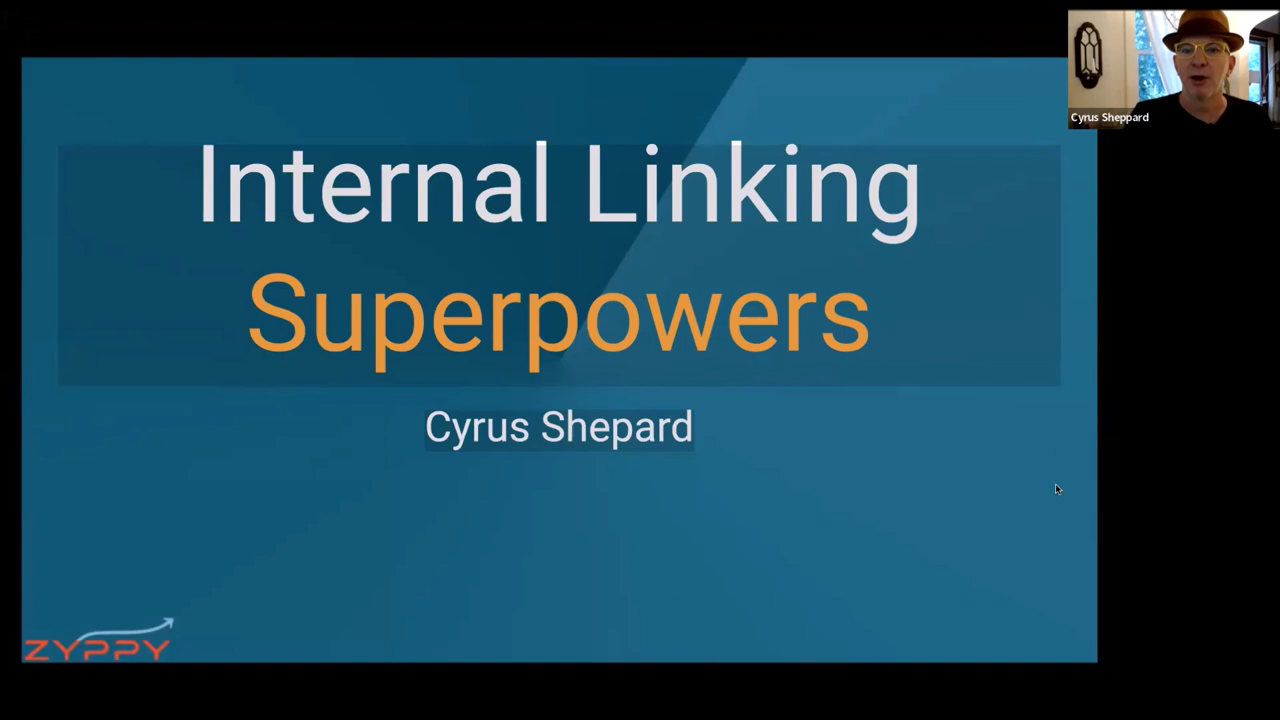 Internal Linking
Superpowers
Cyrus Shepard
Cyrus Sheppard
ZYPPY